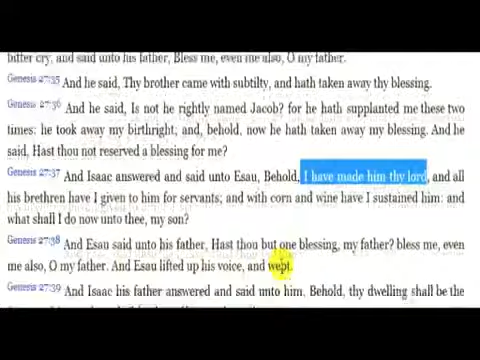 bitter cry, and said unto his father, Bless me, even me also, O my father.
Genesis 27:35 And he said, Thy brother came with subtilty, and hath taken away thy blessing.
Genesis 27:36 And he said, Is not he rightly named Jacob? for he hath supplanted me these two
times: he took away my birthright; and, behold, now he hath taken away my blessing. And he
said, Hast thou not reserved a blessing for me?
Genesis 27:37 And Isaac answered and said unto Esau, Behold, I have made him thy lord, and all
his brethren have I given to him for servants; and with corn and wine have I sustained him: and
what shall I do now unto thee, my son?
Genesis 27:38 And Esau said unto his father, Hast thou but one blessing, my father? bless me, even
me also, O my father. And Esau lifted up his voice, and wept.
Genesis 27:39 And Isaac his father answered and said unto him, Behold, thy dwelling shall be the